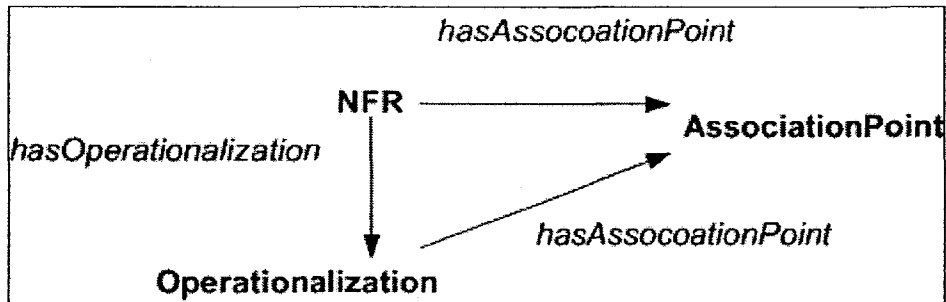 hasAssocoationPoint
NFR
AssociationPoint
hasOperationalization
hasAssocoationPoint
Operationalization